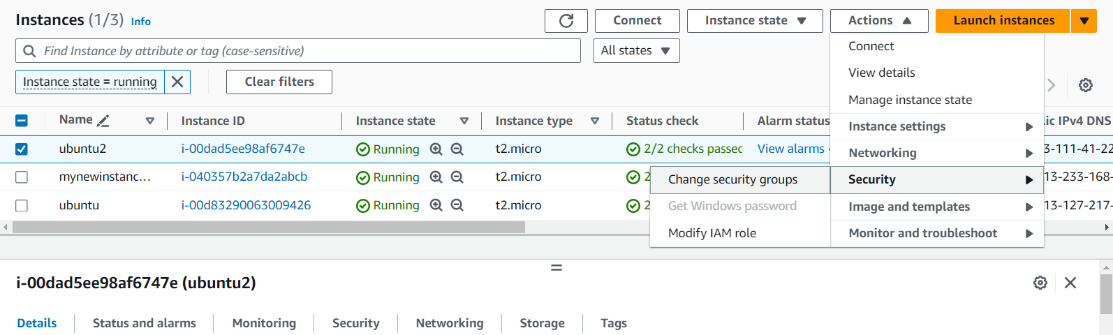 Instances (1/3) Info Connect Instance state Actions Launch instances
Find Instance by attribute or tag (case-sensitive) All states
Connect
Instance state = running Clear filters
View details
Manage instance state
Name Instance ID Instance state Instance type Status check Alarm status IPv4 DNS
Instance settings
ubuntu2 i-00dad5ee98af6747e Running t2.micro 2/2 checks passec View alarms 3-111-41-22
Networking
mynewinstanc... i-040357b2a7da2abcb Running t2.micro 13-233-168-
Change security groups Security
ubuntu i-00d83290063009426 Running t2.micro 13-127-217-
Get Windows password Image and templates
Modify IAM role Monitor and troubleshoot
i-00dad5ee98af6747e (ubuntu2)
Details Status and alarms Monitoring Security Networking Storage Tags